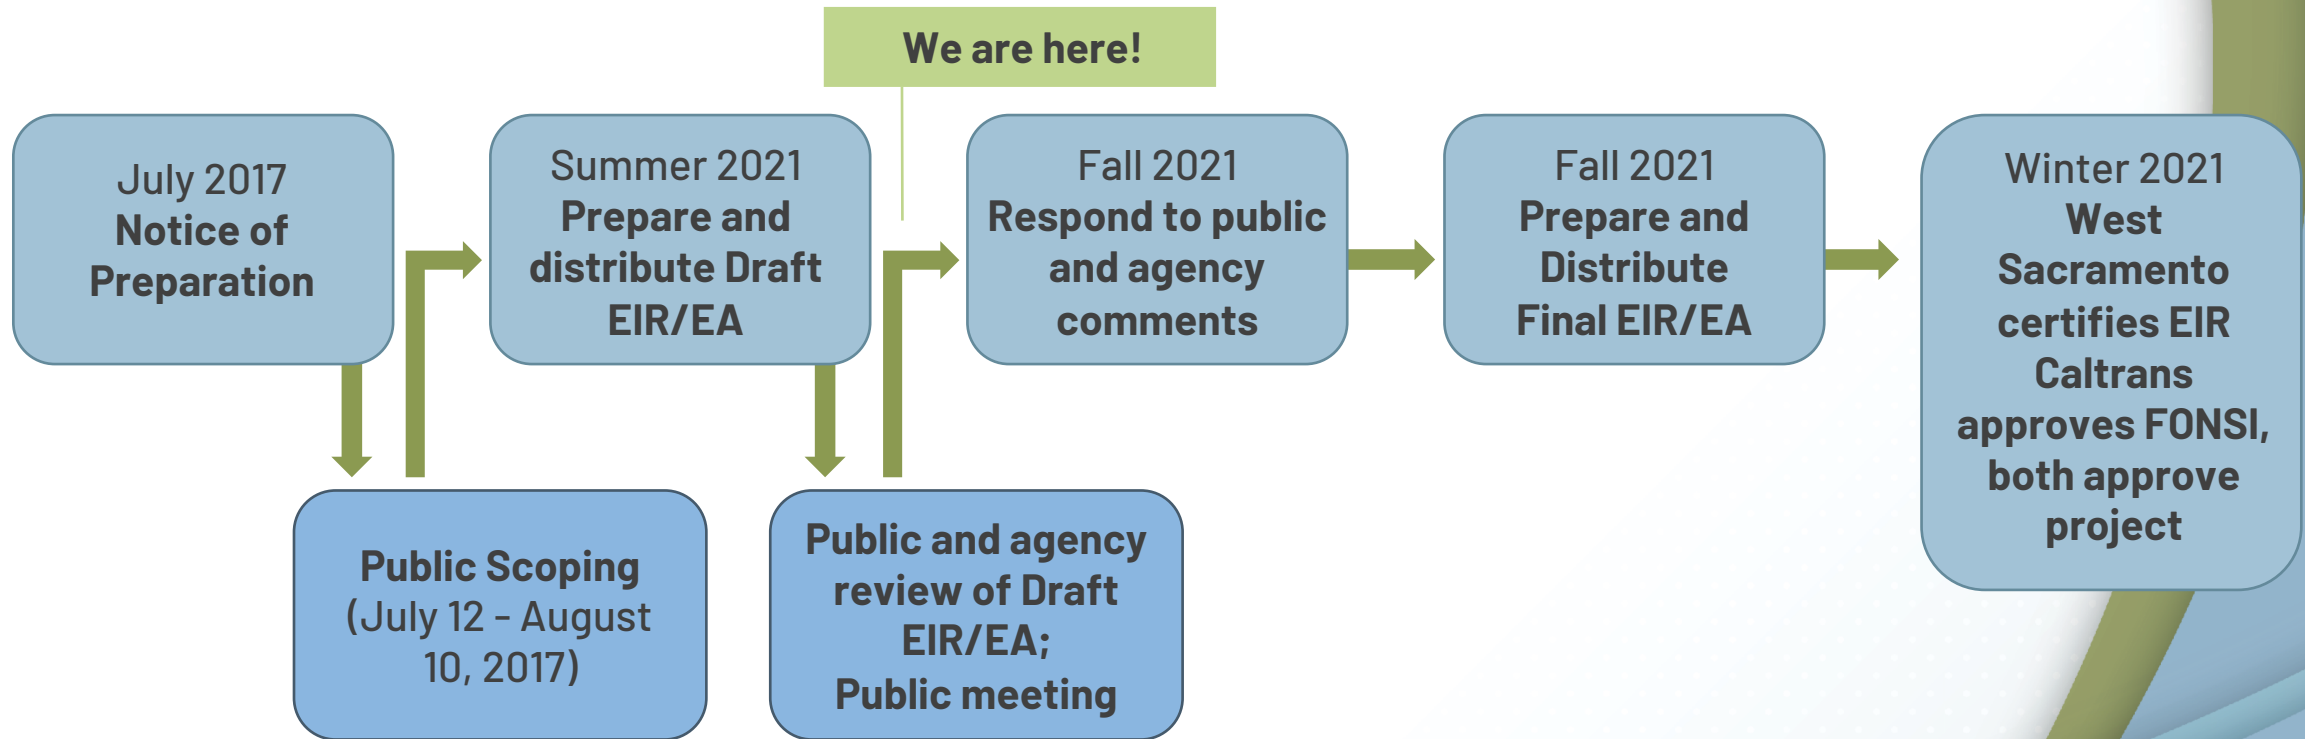 We are here!
July 2017
Notice of
Preparation
Summer 2021
Prepare and
distribute Draft
EIR/EA
Fall 2021
Respond to public
and agency
comments
Fall 2021
Prepare and
Distribute
Final EIR/EA
Winter 2021
West
Sacramento
certifies EIR
Caltrans
approves FONSI,
both approve
project
Public Scoping
(July 12 - August
10, 2017)
Public and agency
review of Draft
EIR/EA;
Public meeting